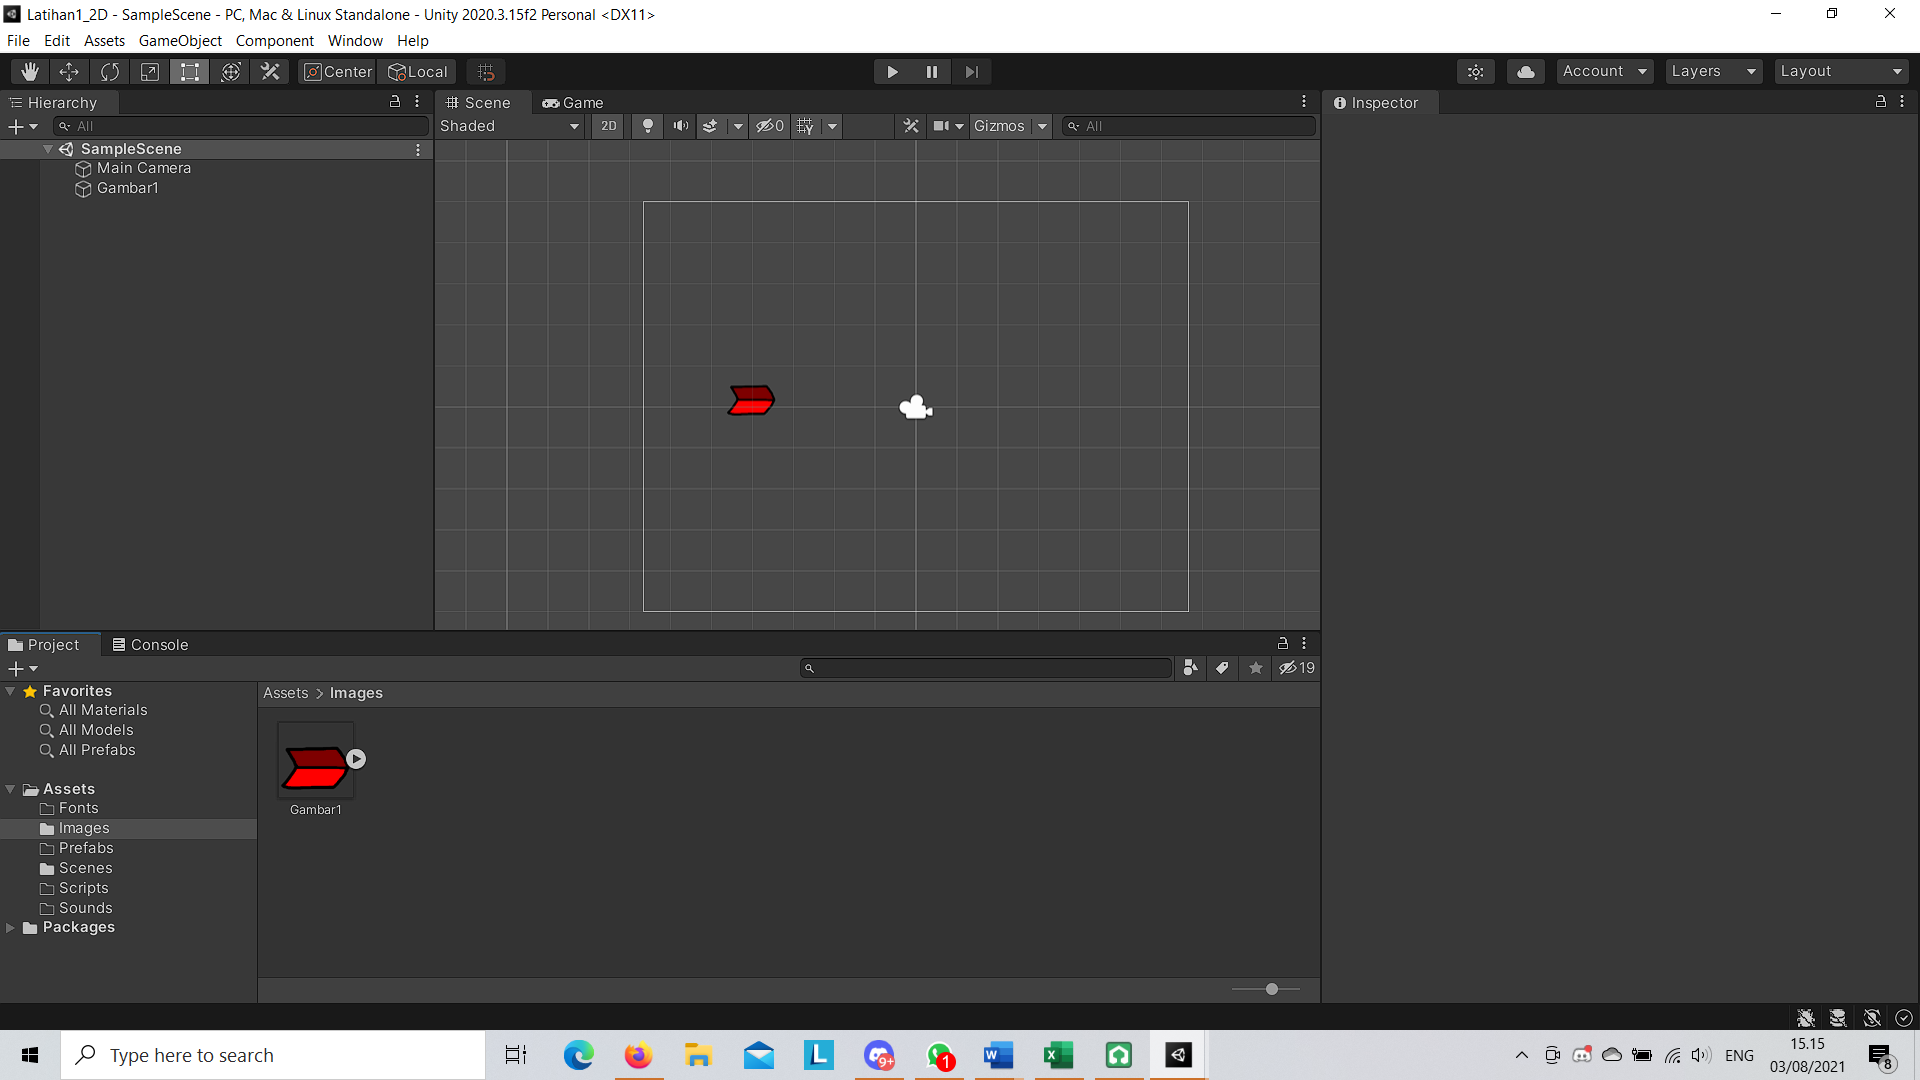 Latihan1_2D - SampleScene - PC, Mac & Linux Standalone - Unity 2020.3.15f2 Personal <DX11>
File Edit Assets GameObject Component Window Help
Center Local Account Layers Layout
Hierarchy Scene Game Inspector
All Shaded 2D 0 Gizmos All
SampleScene
Main Camera
Gambar1
Project Console
19
Favorites Assets > Images
All Materials
All Models
All Prefabs
Assets
Fonts
Gambar1
Images
Prefabs
Scenes
Scripts
Sounds
Packages
Type here to search L 9+ 1 W X ENG 15.15
03/08/2021 8